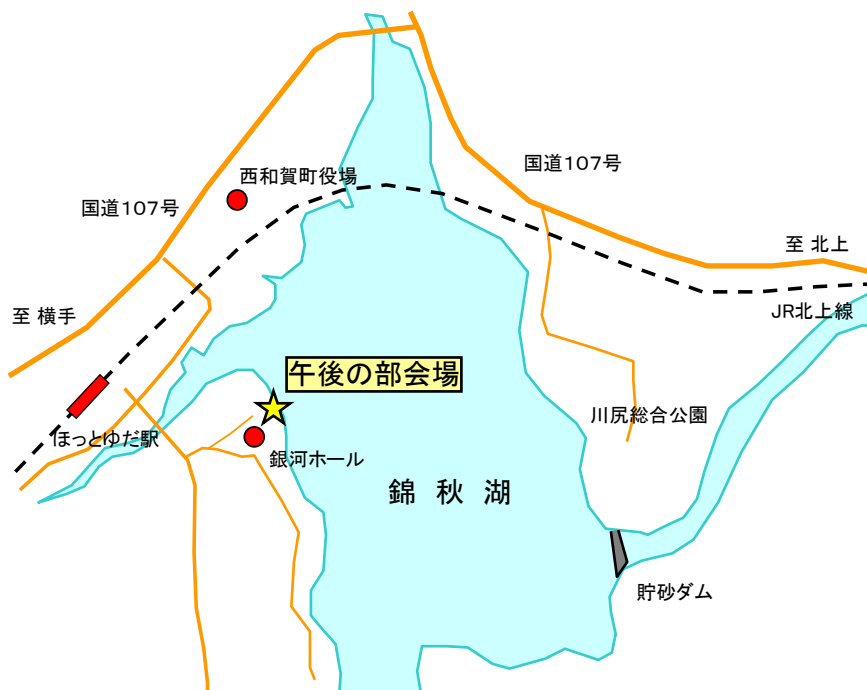 国道107号
西和賀町役場
国道107号
至 北上
至 横手
JR北上線
午後の部会場
川尻総合公園
ほっとゆだ駅
銀河ホール
錦 秋 湖
貯砂ダム